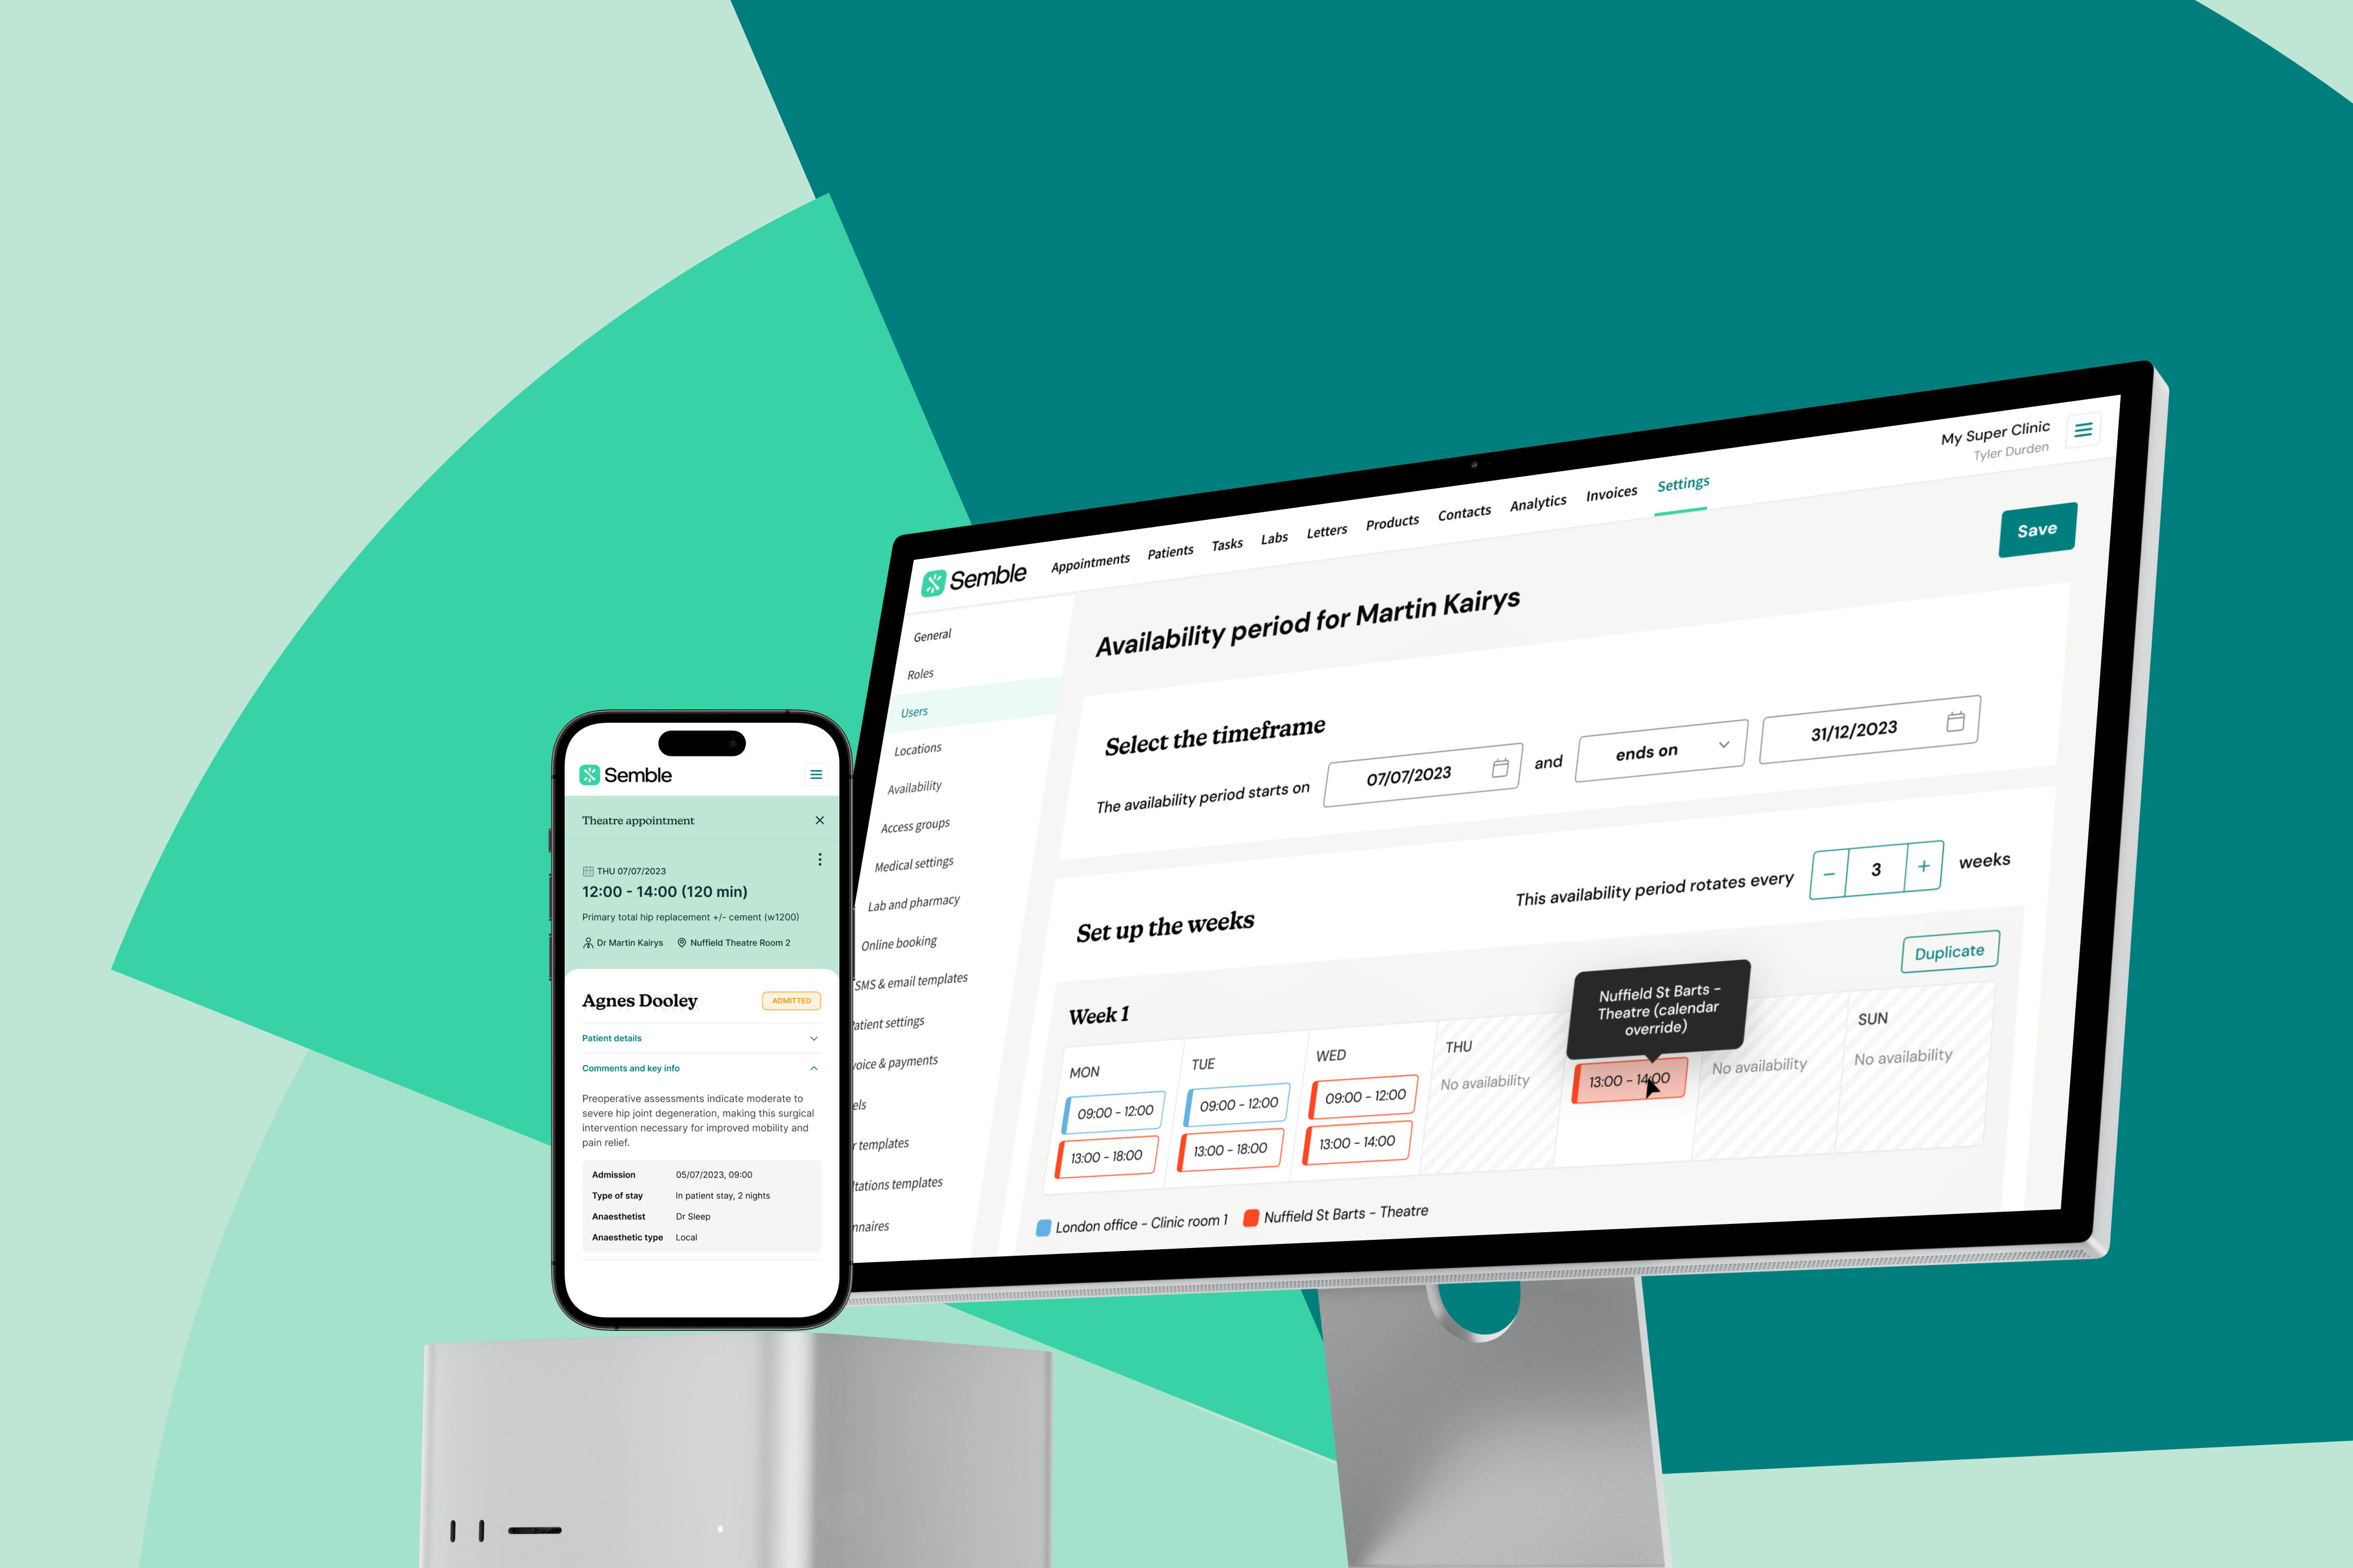 Semble
Theatre appointment
THU 07/07/2023
12:00 - 14:00 (120 min)
Primary total hip replacement +/- cement (w1200)
Dr Martin Kairys
Nuffield Theatre Room 2
Agnes Dooley
ADMITTED
Patient details
Comments and key info
Preoperative assessments indicate moderate to
severe hip joint degeneration, making this surgical
intervention necessary for improved mobility and
pain relief.
Admission 05/07/2023, 09:00
Type of stay In patient stay, 2 nights
Anaesthetist Dr Sleep
Anaesthetic type Local
Semble
Appointments Patients Tasks Labs Letters Products Contacts Analytics Invoices Settings
My Super Clinic
Tyler Durden
General
Roles
Users
Locations
Availability
Access groups
Medical settings
Lab and pharmacy
Online booking
SMS & email templates
atient settings
voice & payments
els
r templates
ltations templates
nnaires
Availability period for Martin Kairys
Save
Select the timeframe
The availability period starts on 07/07/2023 and ends on 31/12/2023
Set up the weeks
This availability period rotates every − 3 + weeks
Duplicate
Week 1
Nuffield St Barts –
Theatre (calendar
override)
MON
09:00 – 12:00
13:00 – 18:00
TUE
09:00 – 12:00
13:00 – 18:00
WED
09:00 – 12:00
13:00 – 14:00
THU
No availability
13:00 – 14:00
No availability
SUN
No availability
London office – Clinic room 1
Nuffield St Barts – Theatre